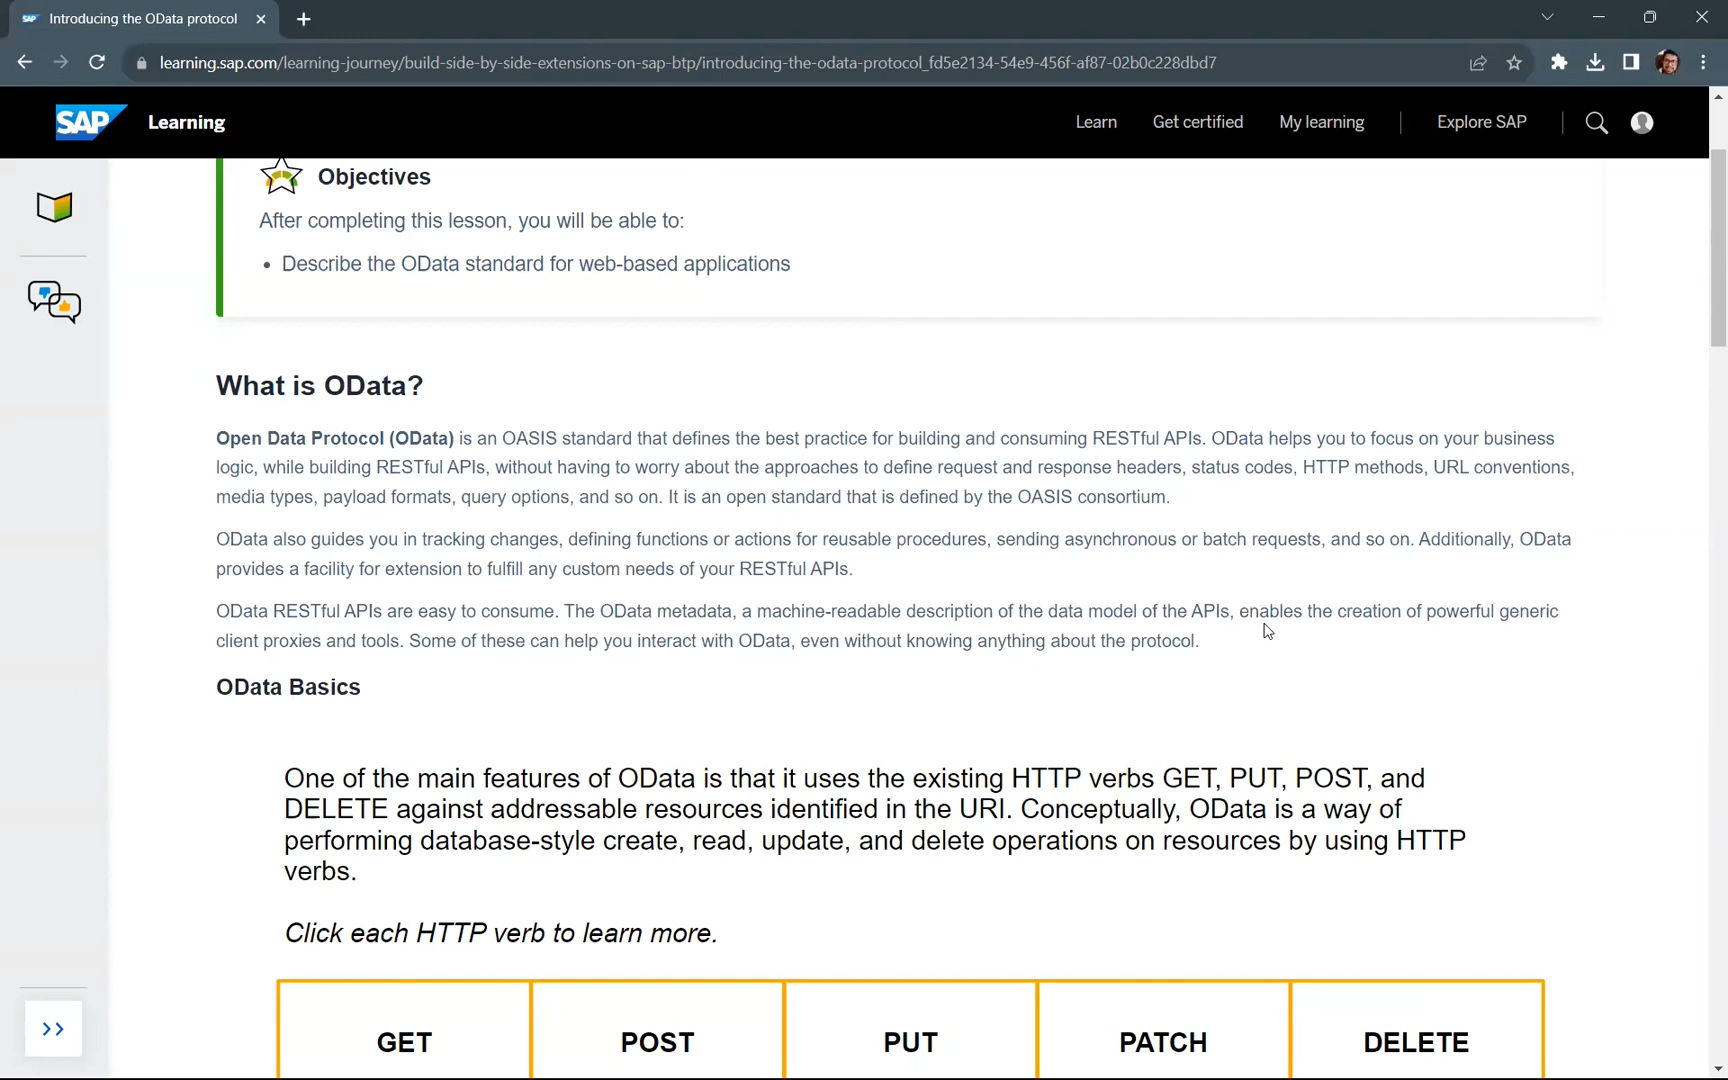 SAP Introducing the OData protocol
learning.sap.com/learning-journey/build-side-by-side-extensions-on-sap-btp/introducing-the-odata-protocol_fd5e2134-54e9-456f-af87-02b0c228dbd7
SAP Learning Learn Get certified My learning Explore SAP
Objectives
After completing this lesson, you will be able to:
• Describe the OData standard for web-based applications
What is OData?
Open Data Protocol (OData) is an OASIS standard that defines the best practice for building and consuming RESTful APIs. OData helps you to focus on your business
logic, while building RESTful APIs, without having to worry about the approaches to define request and response headers, status codes, HTTP methods, URL conventions,
media types, payload formats, query options, and so on. It is an open standard that is defined by the OASIS consortium.
OData also guides you in tracking changes, defining functions or actions for reusable procedures, sending asynchronous or batch requests, and so on. Additionally, OData
provides a facility for extension to fulfill any custom needs of your RESTful APIs.
OData RESTful APIs are easy to consume. The OData metadata, a machine-readable description of the data model of the APIs, enables the creation of powerful generic
client proxies and tools. Some of these can help you interact with OData, even without knowing anything about the protocol.
OData Basics
One of the main features of OData is that it uses the existing HTTP verbs GET, PUT, POST, and
DELETE against addressable resources identified in the URI. Conceptually, OData is a way of
performing database-style create, read, update, and delete operations on resources by using HTTP
verbs.
Click each HTTP verb to learn more.
GET POST PUT PATCH DELETE